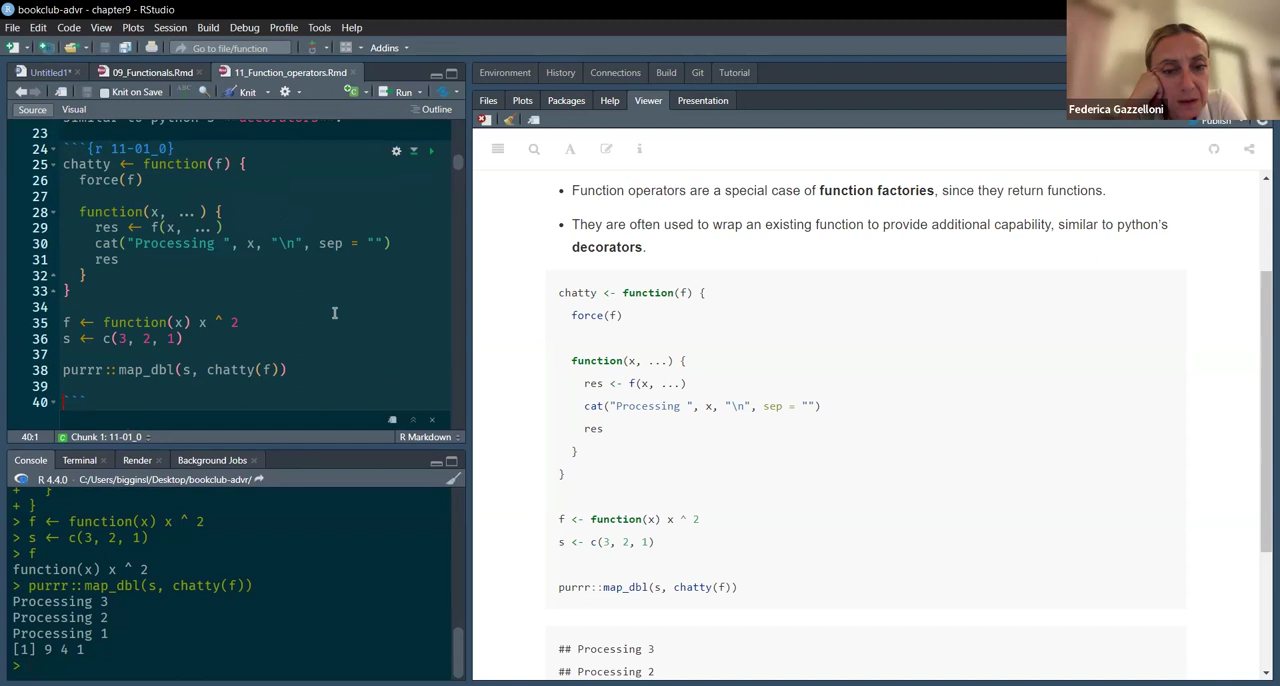 bookclub-advr - chapter9 - RStudio
File Edit Code View Plots Session Build Debug Profile Tools Help
Go to file/function Addins
Untitled1* 09_Functionals.Rmd 11_Function_operators.Rmd
Knit on Save Knit Run
Source Visual Outline
23
24 ```{r 11-01_0}
25 chatty ← function(f) {
26 force(f)
27
28 function(x, ...) {
29 res ← f(x, ...)
30 cat("Processing ", x, "\n", sep = "")
31 res
32 }
33 }
34
35 f ← function(x) x ^ 2
36 s ← c(3, 2, 1)
37
38 purrr::map_dbl(s, chatty(f))
39
40 ```
40:1 Chunk 1: 11-01_0 R Markdown
Console Terminal Render Background Jobs
R 4.4.0 · C:/Users/bigginsl/Desktop/bookclub-advr/
+ }
+ }
> f ← function(x) x ^ 2
> s ← c(3, 2, 1)
> f
function(x) x ^ 2
> purrr::map_dbl(s, chatty(f))
Processing 3
Processing 2
Processing 1
[1] 9 4 1
>
Environment History Connections Build Git Tutorial
Files Plots Packages Help Viewer Presentation
Publish
Federica Gazzelloni
• Function operators are a special case of function factories, since they return functions.
• They are often used to wrap an existing function to provide additional capability, similar to python's
decorators.
chatty <- function(f) {
force(f)
function(x, ...) {
res <- f(x, ...)
cat("Processing ", x, "\n", sep = "")
res
}
}
f <- function(x) x ^ 2
s <- c(3, 2, 1)
purrr::map_dbl(s, chatty(f))
## Processing 3
## Processing 2